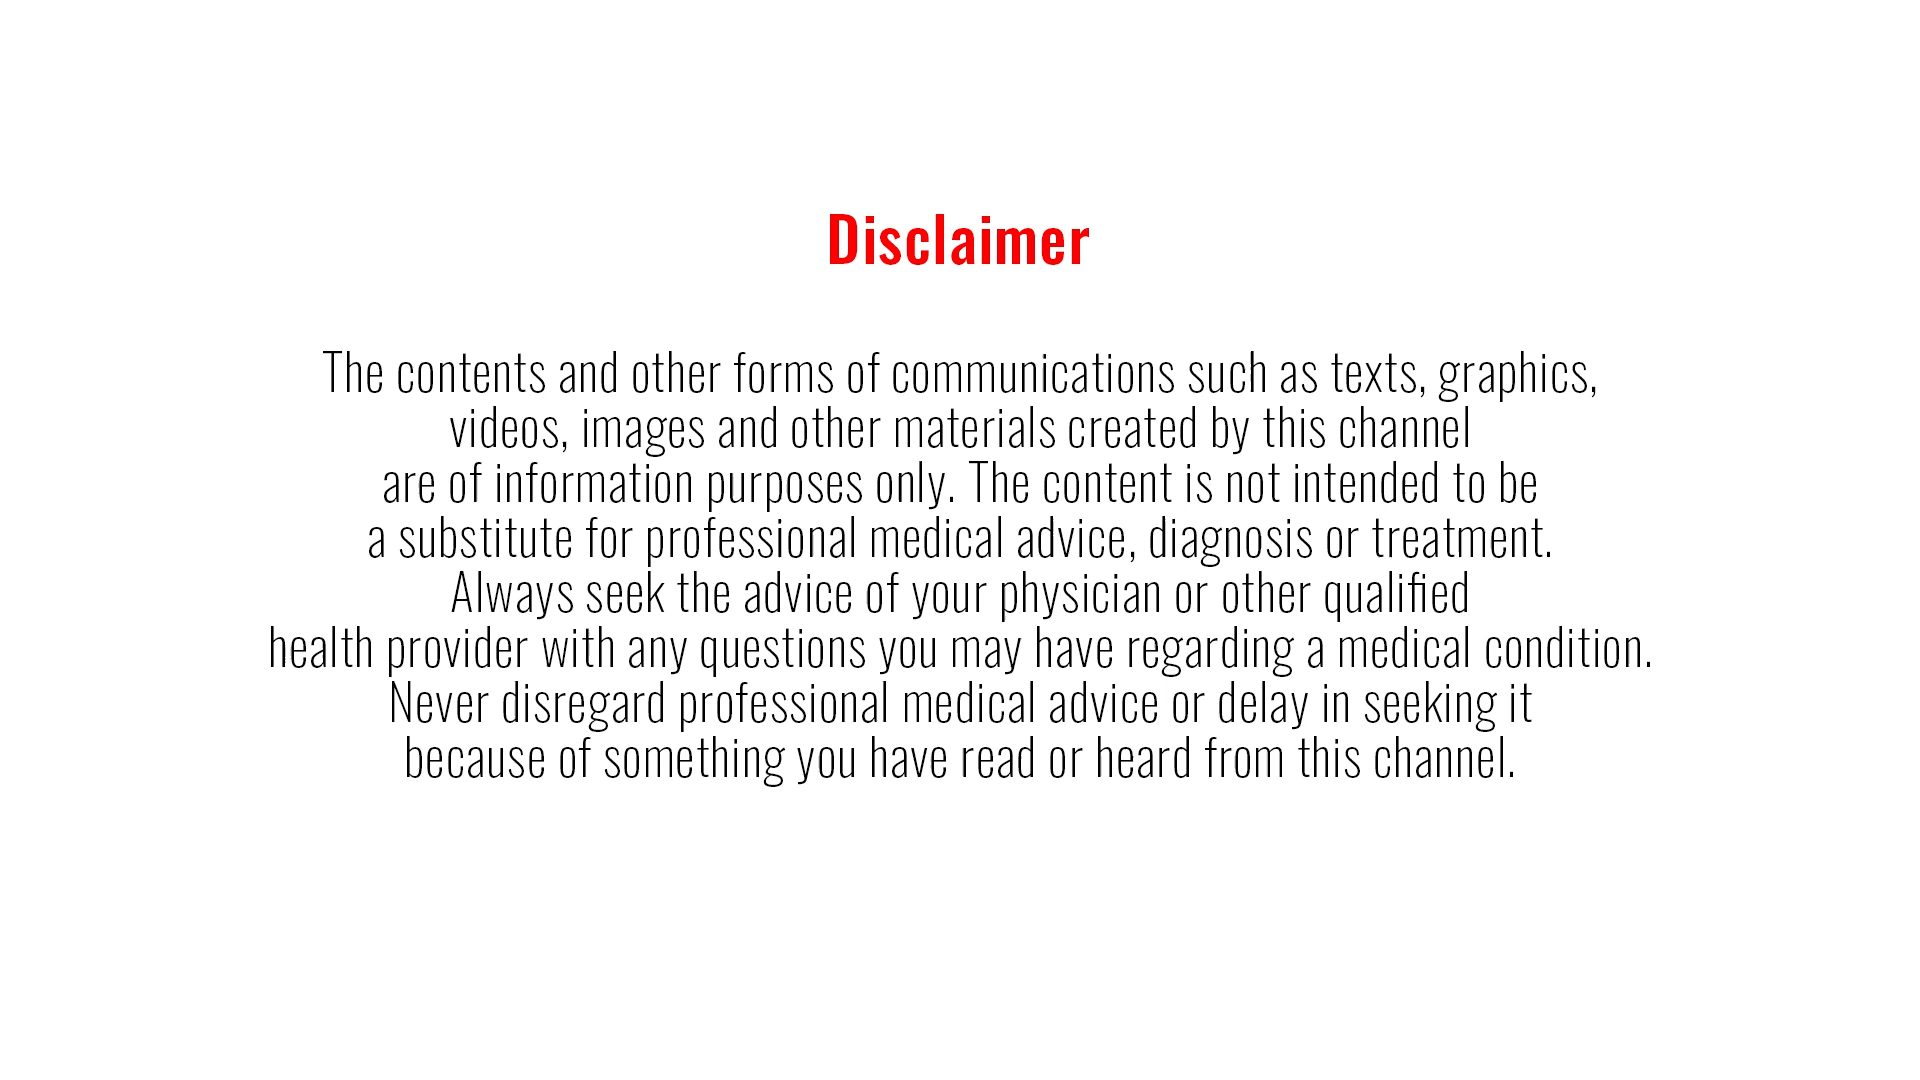 Disclaimer
The contents and other forms of communications such as texts, graphics,
videos, images and other materials created by this channel
are of information purposes only. The content is not intended to be
a substitute for professional medical advice, diagnosis or treatment.
Always seek the advice of your physician or other qualified
health provider with any questions you may have regarding a medical condition.
Never disregard professional medical advice or delay in seeking it
because of something you have read or heard from this channel.